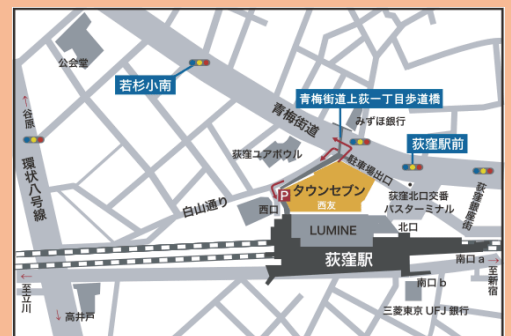 公会堂
若杉小南
青梅街道上荻一丁目歩道橋
みずほ銀行
青梅街道
荻窪駅前
↑谷原
環状八号線
荻窪ユアボウル
駐車場出口
P
タウンセブン
西友
荻窪北口交番
バスターミナル
荻窪銀座街
白山通り
西口
LUMINE
北口
荻窪駅
南口a
→
至新宿
←
至立川
↓高井戸
南口b
三菱東京UFJ銀行